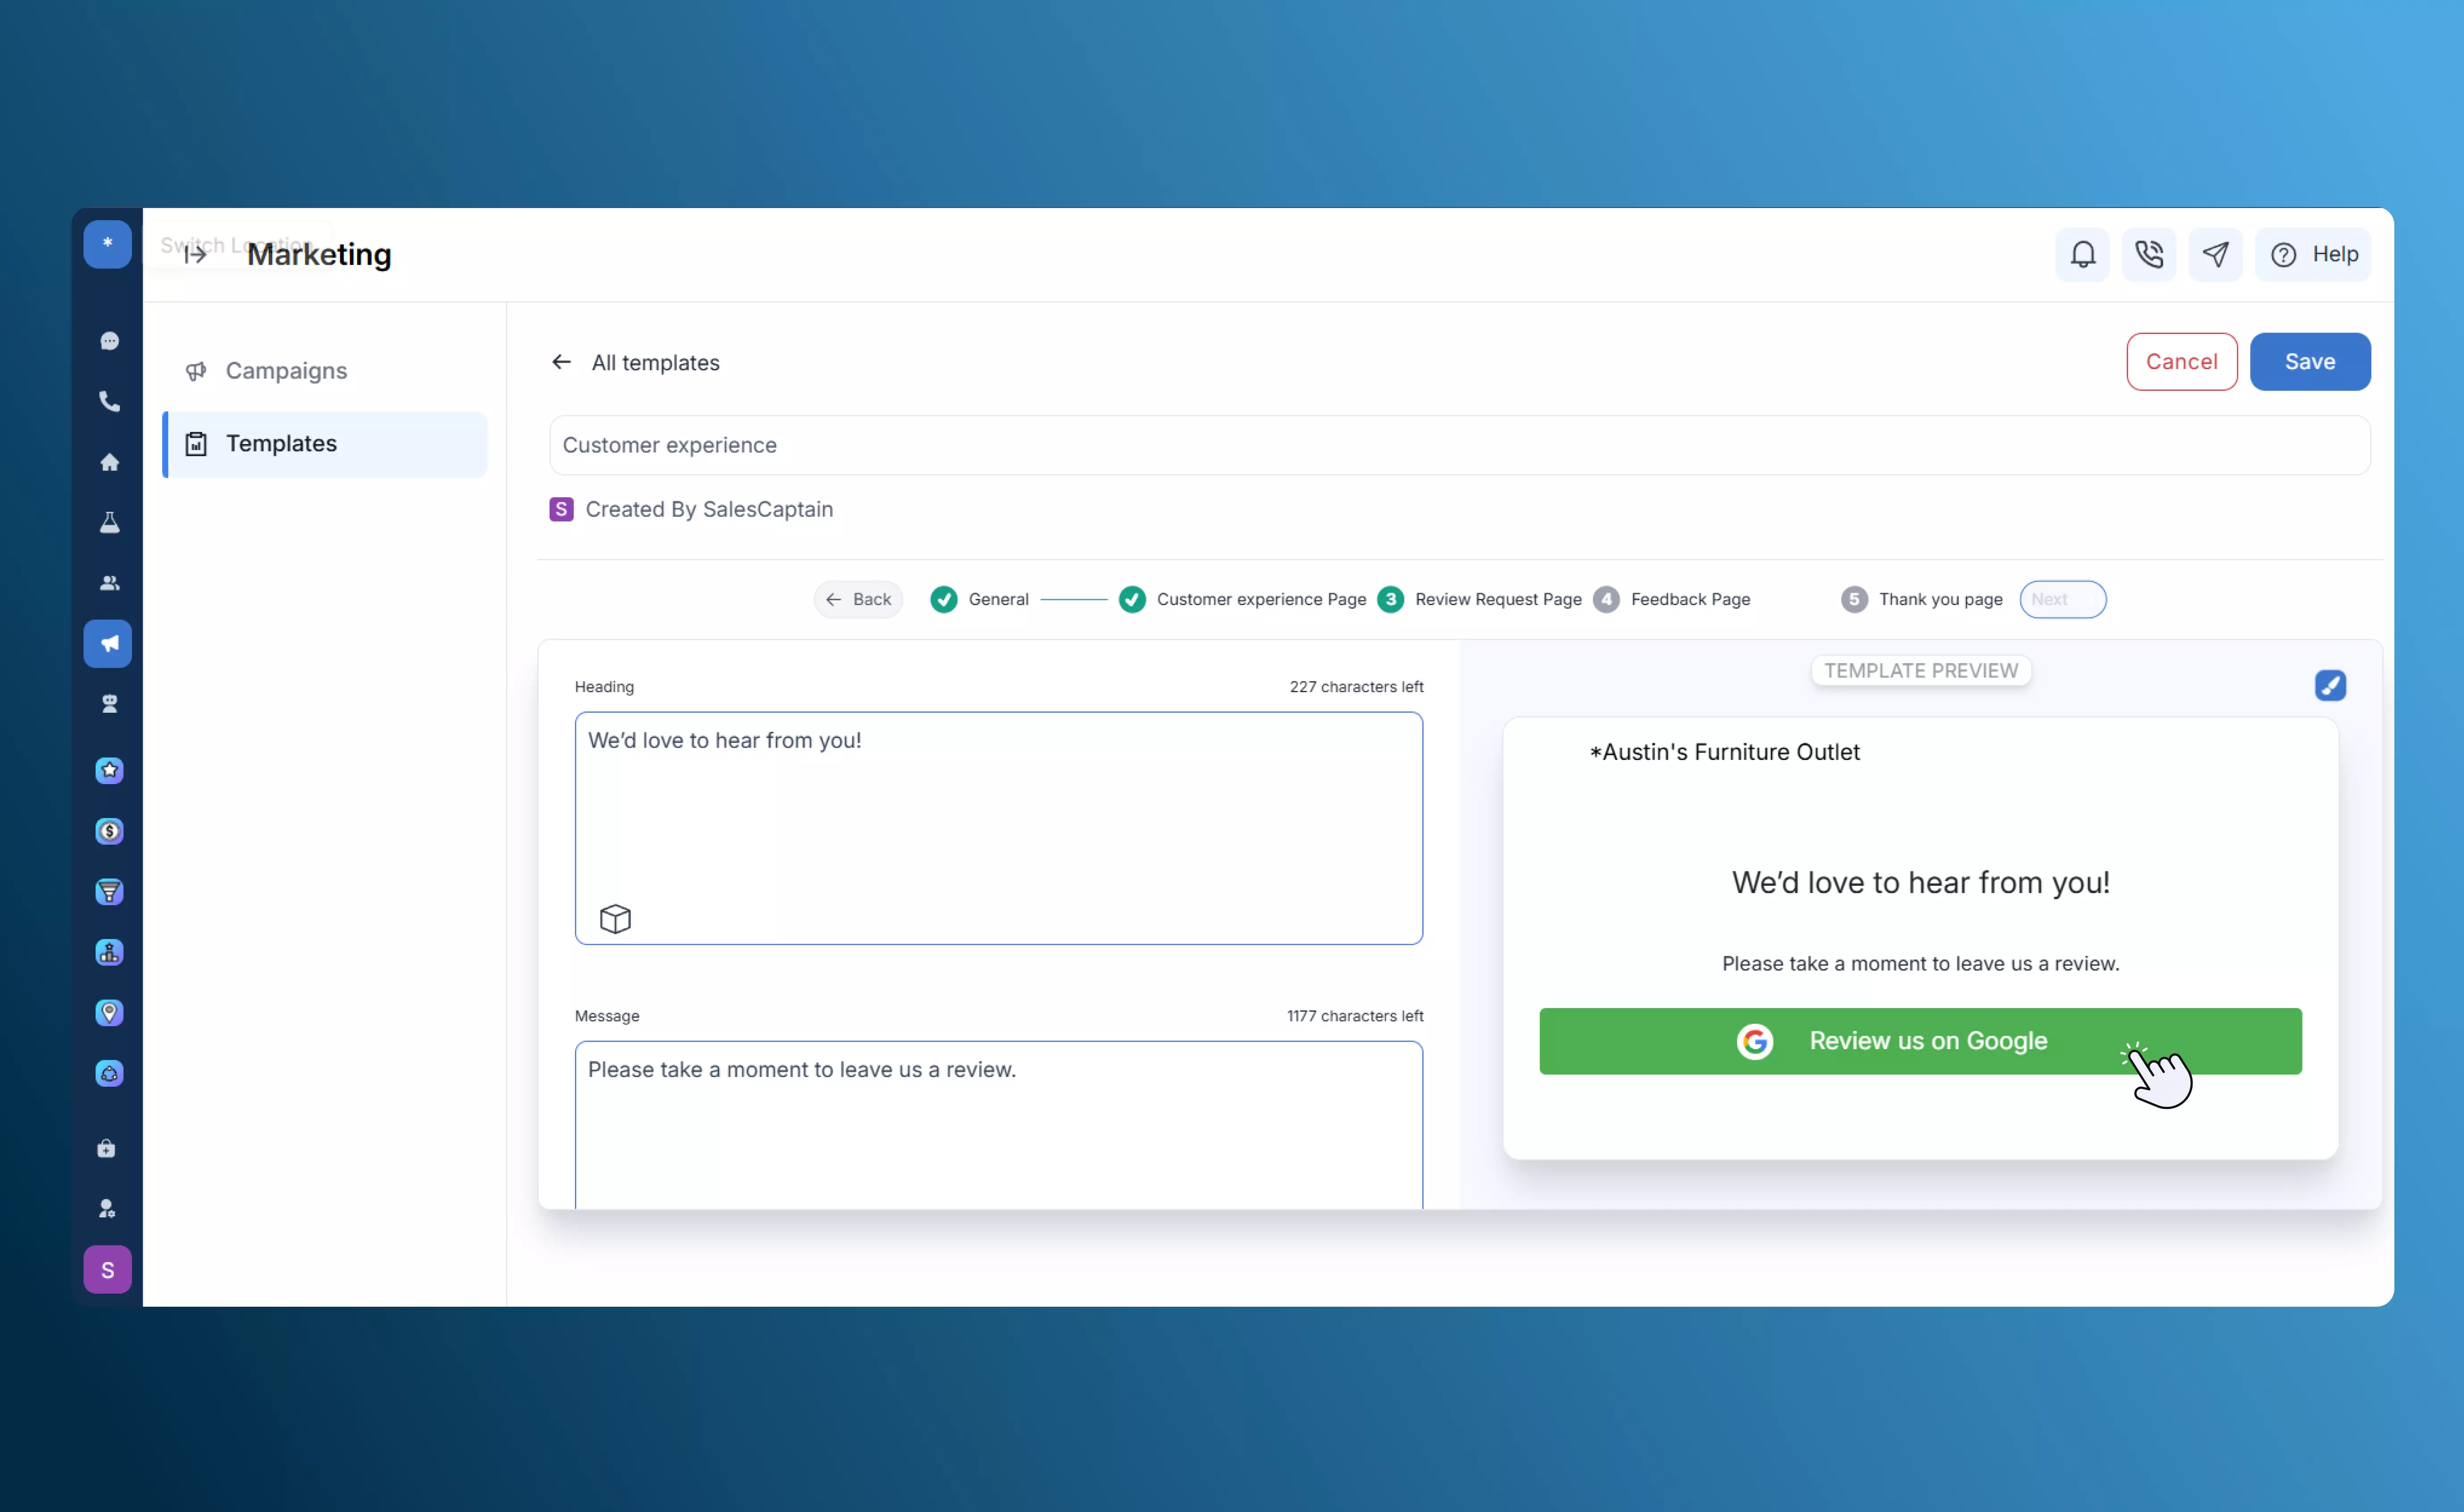 *
Switch Location
Marketing
Help
Campaigns
Templates
All templates
Cancel
Save
Customer experience
S
Created By SalesCaptain
Back
General
Customer experience Page
3
Review Request Page
4
Feedback Page
5
Thank you page
Next
Heading
227 characters left
We’d love to hear from you!
Message
1177 characters left
Please take a moment to leave us a review.
TEMPLATE PREVIEW
*Austin's Furniture Outlet
We’d love to hear from you!
Please take a moment to leave us a review.
G
Review us on Google
S